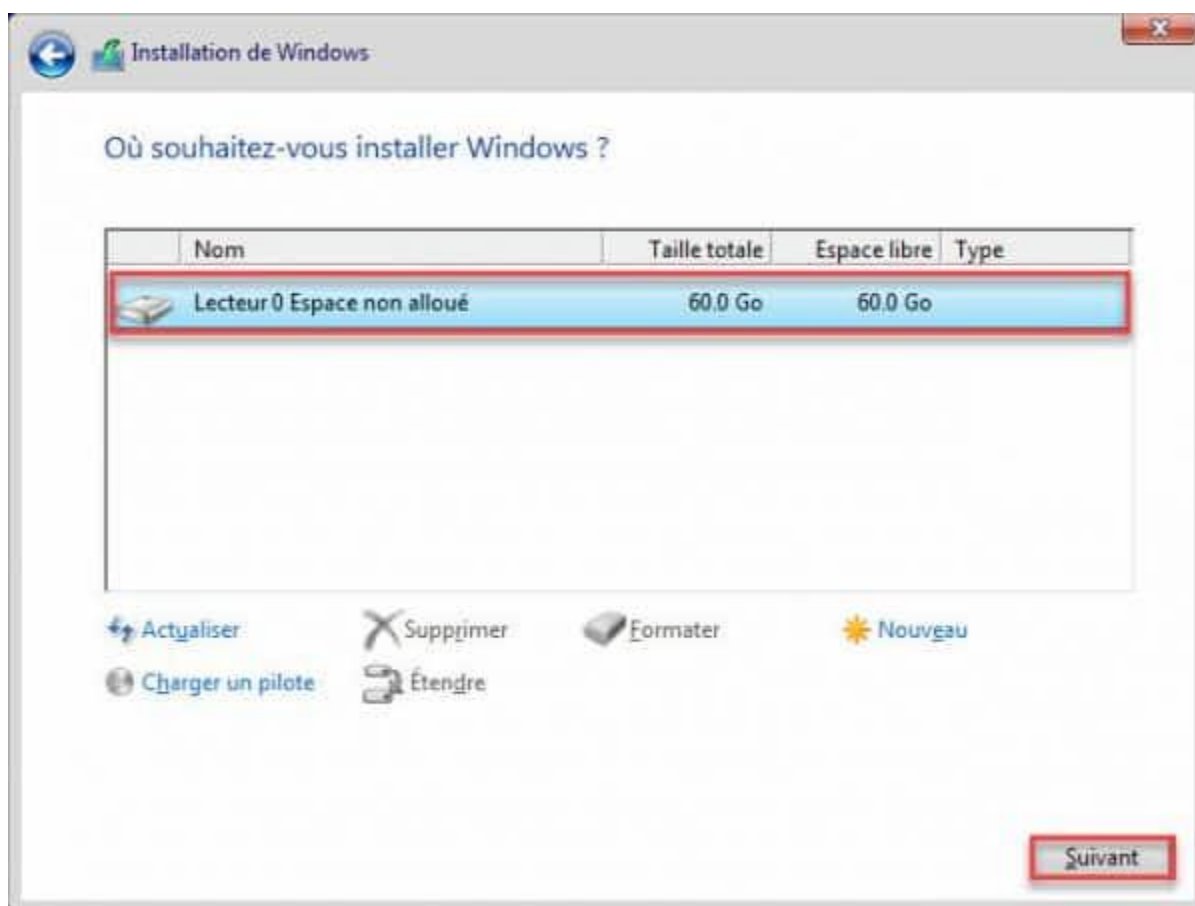 Installation de Windows
Où souhaitez-vous installer Windows ?
Nom Taille totale Espace libre Type
Lecteur 0 Espace non alloué 60.0 Go 60.0 Go
Actualiser Supprimer Formater Nouveau
Charger un pilote Étendre
Suivant